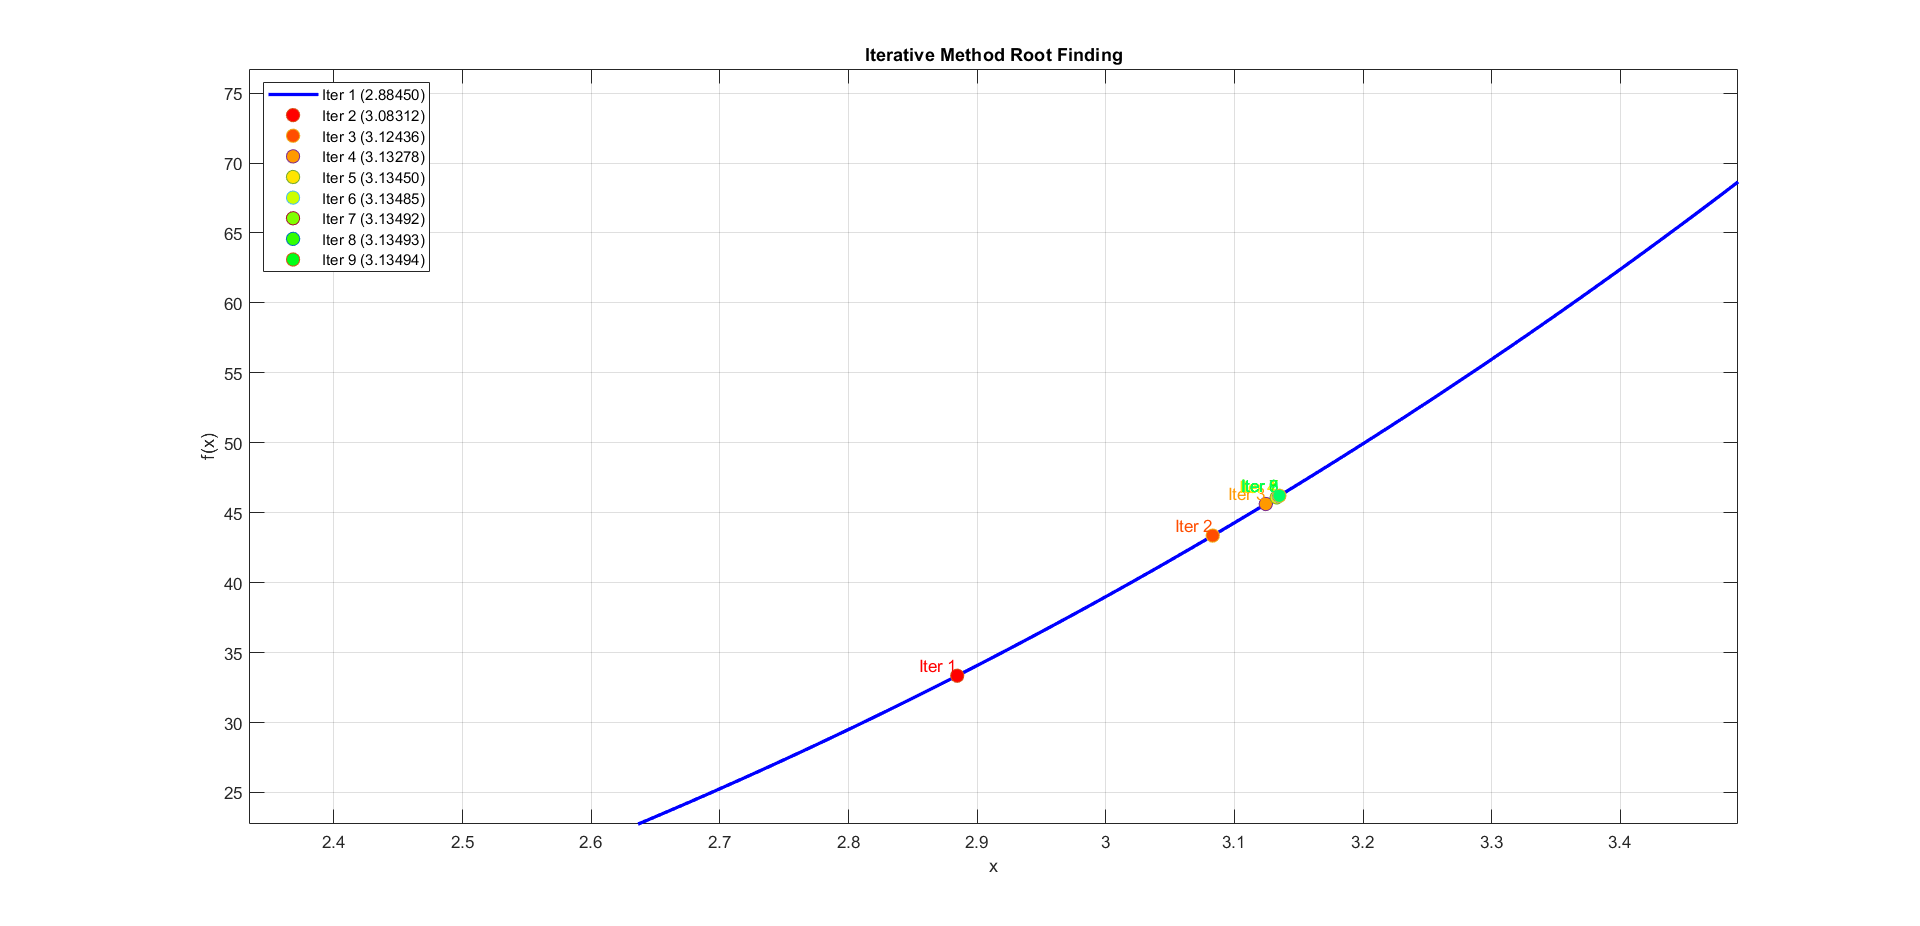 Iterative Method Root Finding
Iter 1 (2.88450)
Iter 2 (3.08312)
Iter 3 (3.12436)
Iter 4 (3.13278)
Iter 5 (3.13450)
Iter 6 (3.13485)
Iter 7 (3.13492)
Iter 8 (3.13493)
Iter 9 (3.13494)
75
70
65
60
55
50
45
40
35
30
25
f(x)
Iter 3
Iter 2
Iter 1
2.4 2.5 2.6 2.7 2.8 2.9 3 3.1 3.2 3.3 3.4
x